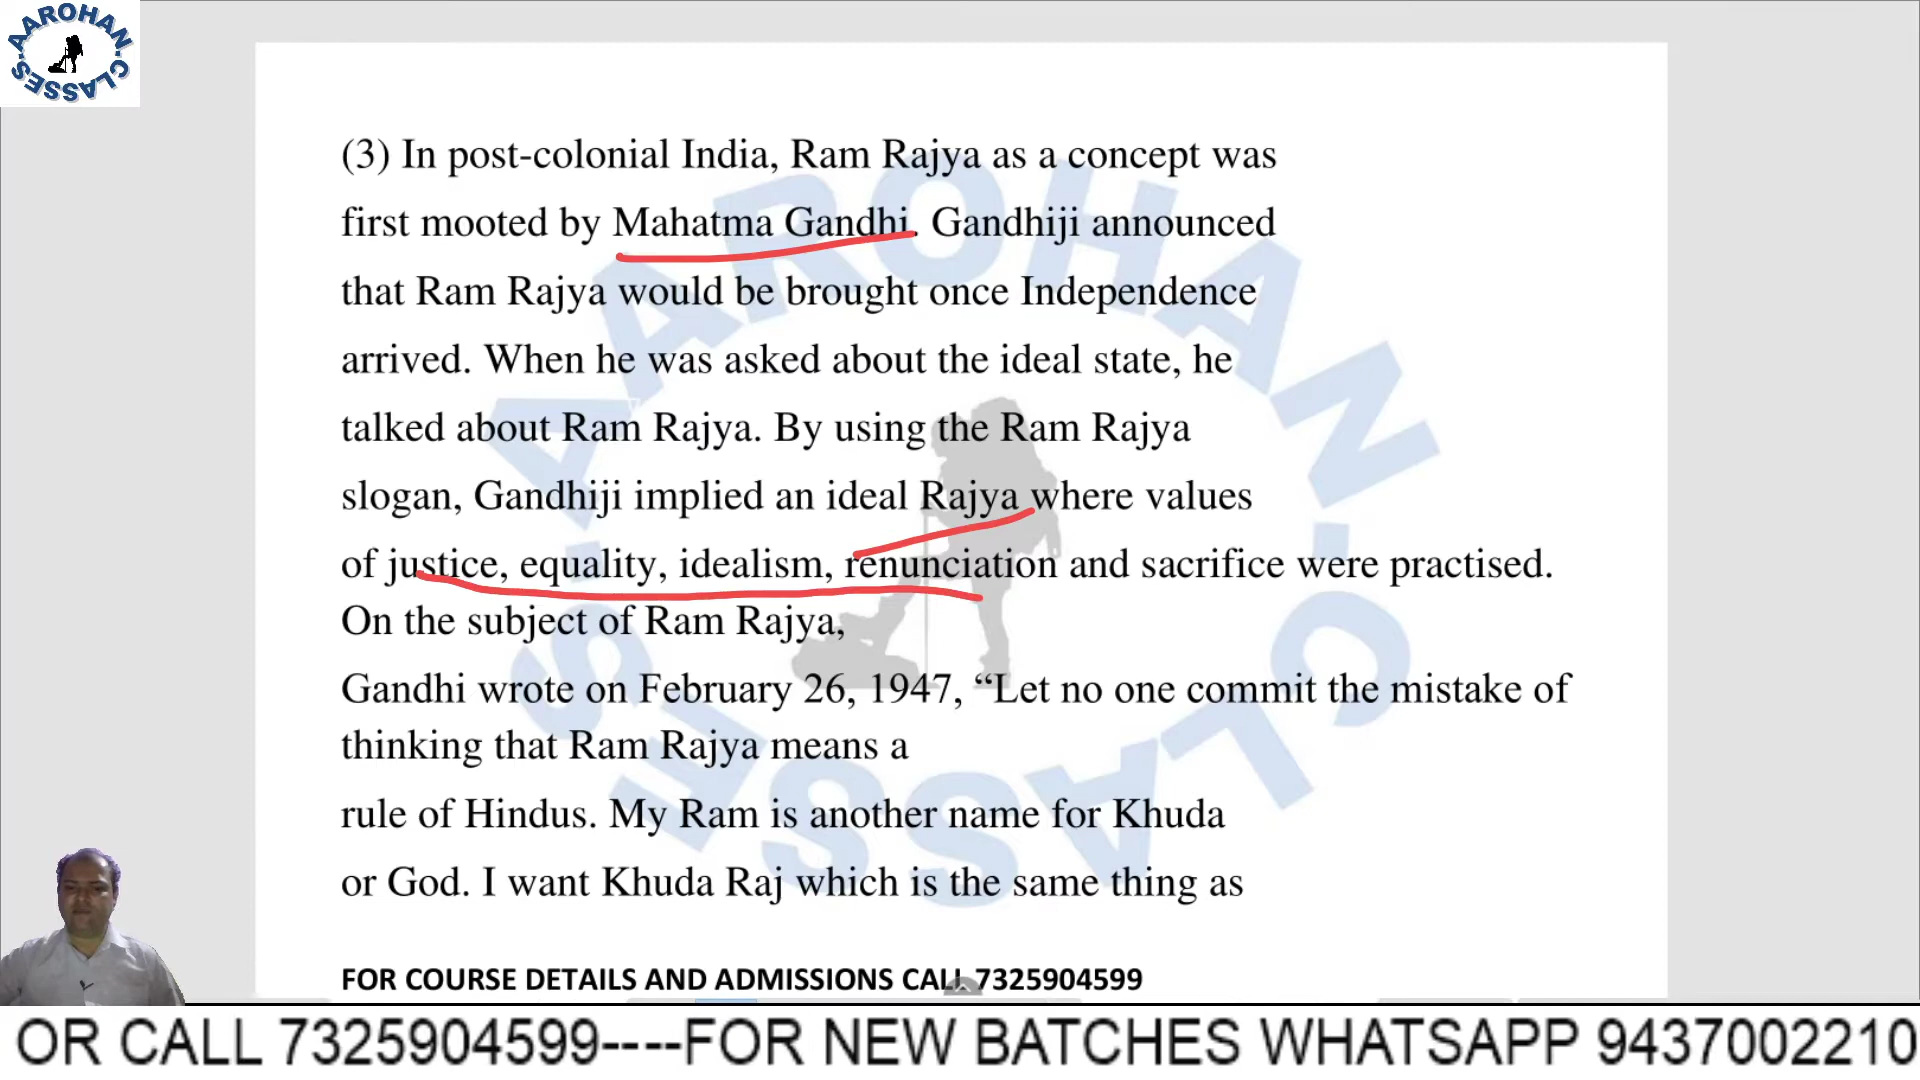 AAROHAN.CLASSES.
(3) In post-colonial India, Ram Rajya as a concept was
first mooted by Mahatma Gandhi. Gandhiji announced
that Ram Rajya would be brought once Independence
arrived. When he was asked about the ideal state, he
talked about Ram Rajya. By using the Ram Rajya
slogan, Gandhiji implied an ideal Rajya where values
of justice, equality, idealism, renunciation and sacrifice were practised.
On the subject of Ram Rajya,
Gandhi wrote on February 26, 1947, “Let no one commit the mistake of
thinking that Ram Rajya means a
rule of Hindus. My Ram is another name for Khuda
or God. I want Khuda Raj which is the same thing as
FOR COURSE DETAILS AND ADMISSIONS CALL 7325904599
OR CALL 7325904599----FOR NEW BATCHES WHATSAPP 9437002210
AAROHAN.CLASSES.